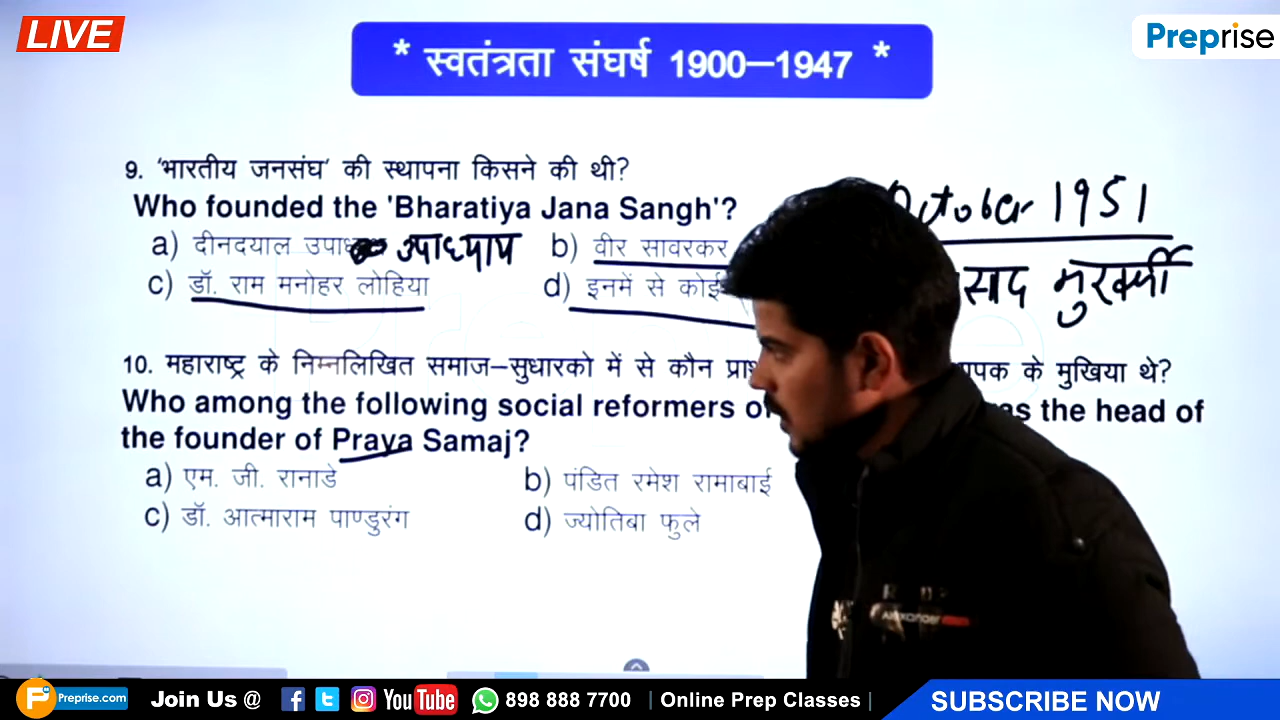 LIVE
Preprise
* स्वतंत्रता संघर्ष 1900–1947 *
9. 'भारतीय जनसंघ' की स्थापना किसने की थी?
Who founded the 'Bharatiya Jana Sangh'?
October 1951
a) दीनदयाल उपाध्याय b) वीर सावरकर
c) डॉ. राम मनोहर लोहिया d) इनमें से कोई
साद मुखर्जी
10. महाराष्ट्र के निम्नलिखित समाज–सुधारको में से कौन के मुखिया थे?
Who among the following social reformers the head of
the founder of Praya Samaj?
a) एम. जी. रानाडे b) पंडित रमेश रामाबाई
c) डॉ. आत्माराम पाण्डुरंग d) ज्योतिबा फुले
Preprise.com Join Us @ YouTube 898 888 7700 | Online Prep Classes | SUBSCRIBE NOW